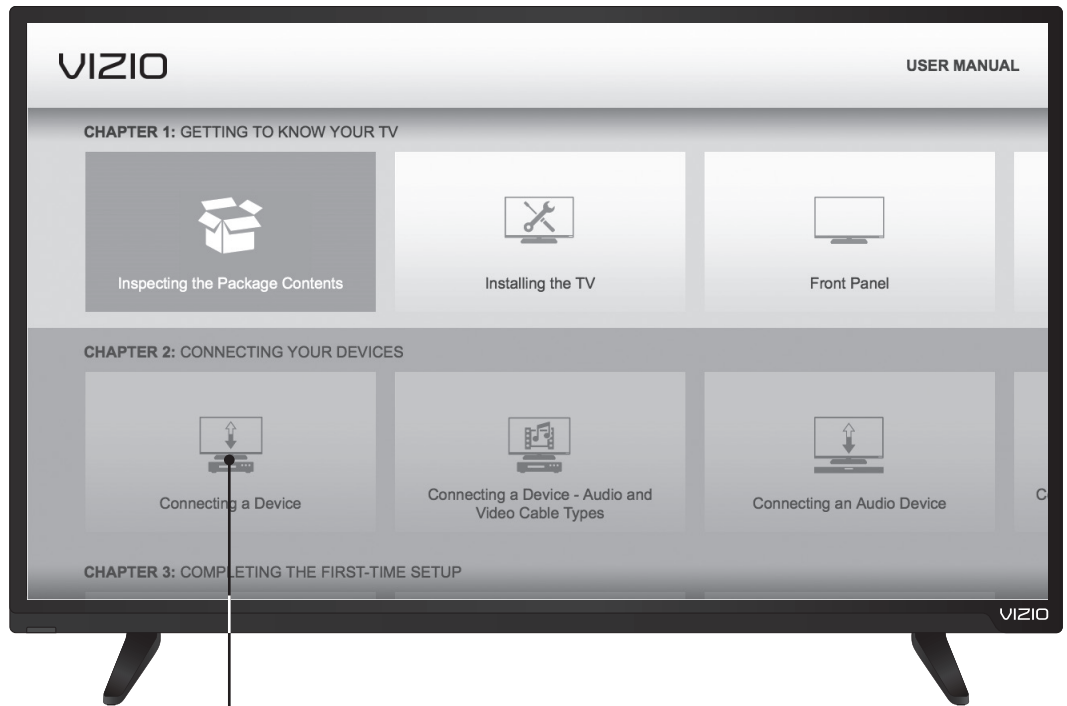 VIZIO
USER MANUAL
CHAPTER 1: GETTING TO KNOW YOUR TV
Inspecting the Package Contents
Installing the TV
Front Panel
CHAPTER 2: CONNECTING YOUR DEVICES
Connecting a Device
Connecting a Device - Audio and
Video Cable Types
Connecting an Audio Device
C
CHAPTER 3: COMPLETING THE FIRST-TIME SETUP
VIZIO